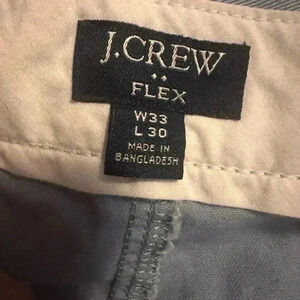 J.CREW
FLEX
W33
L 30
MADE IN
BANGLADESH